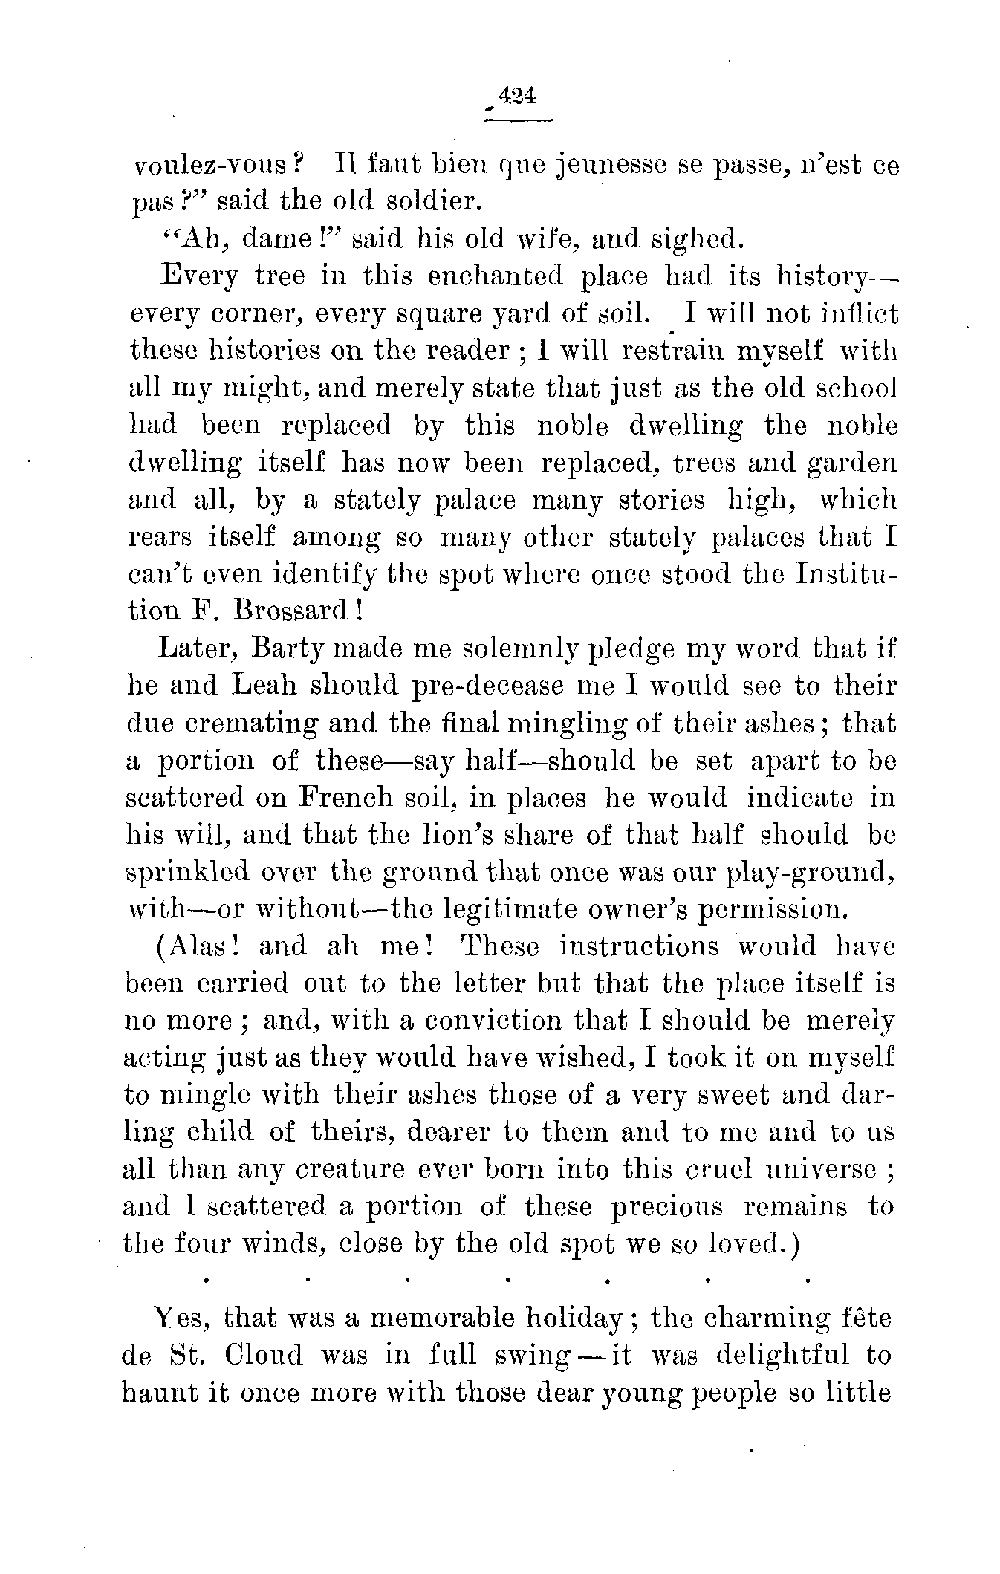 424
voulez-vous? Il faut bien que jeunesse se passe, n'est ce
pas?" said the old soldier.
"Ah, dame!" said his old wife, and sighed.
Every tree in this enchanted place had its history—
every corner, every square yard of soil. I will not inflict
these histories on the reader; I will restrain myself with
all my might, and merely state that just as the old school
had been replaced by this noble dwelling the noble
dwelling itself has now been replaced, trees and garden
and all, by a stately palace many stories high, which
rears itself among so many other stately palaces that I
can't even identify the spot where once stood the Institu-
tion F. Brossard!
Later, Barty made me solemnly pledge my word that if
he and Leah should pre-decease me I would see to their
due cremating and the final mingling of their ashes; that
a portion of these—say half—should be set apart to be
scattered on French soil, in places he would indicate in
his will, and that the lion's share of that half should be
sprinkled over the ground that once was our play-ground,
with—or without—the legitimate owner's permission.
(Alas! and ah me! These instructions would have
been carried out to the letter but that the place itself is
no more; and, with a conviction that I should be merely
acting just as they would have wished, I took it on myself
to mingle with their ashes those of a very sweet and dar-
ling child of theirs, dearer to them and to me and to us
all than any creature ever born into this cruel universe;
and I scattered a portion of these precious remains to
the four winds, close by the old spot we so loved.)
. . . . . . .
Yes, that was a memorable holiday; the charming fête
de St. Cloud was in full swing—it was delightful to
haunt it once more with those dear young people so little